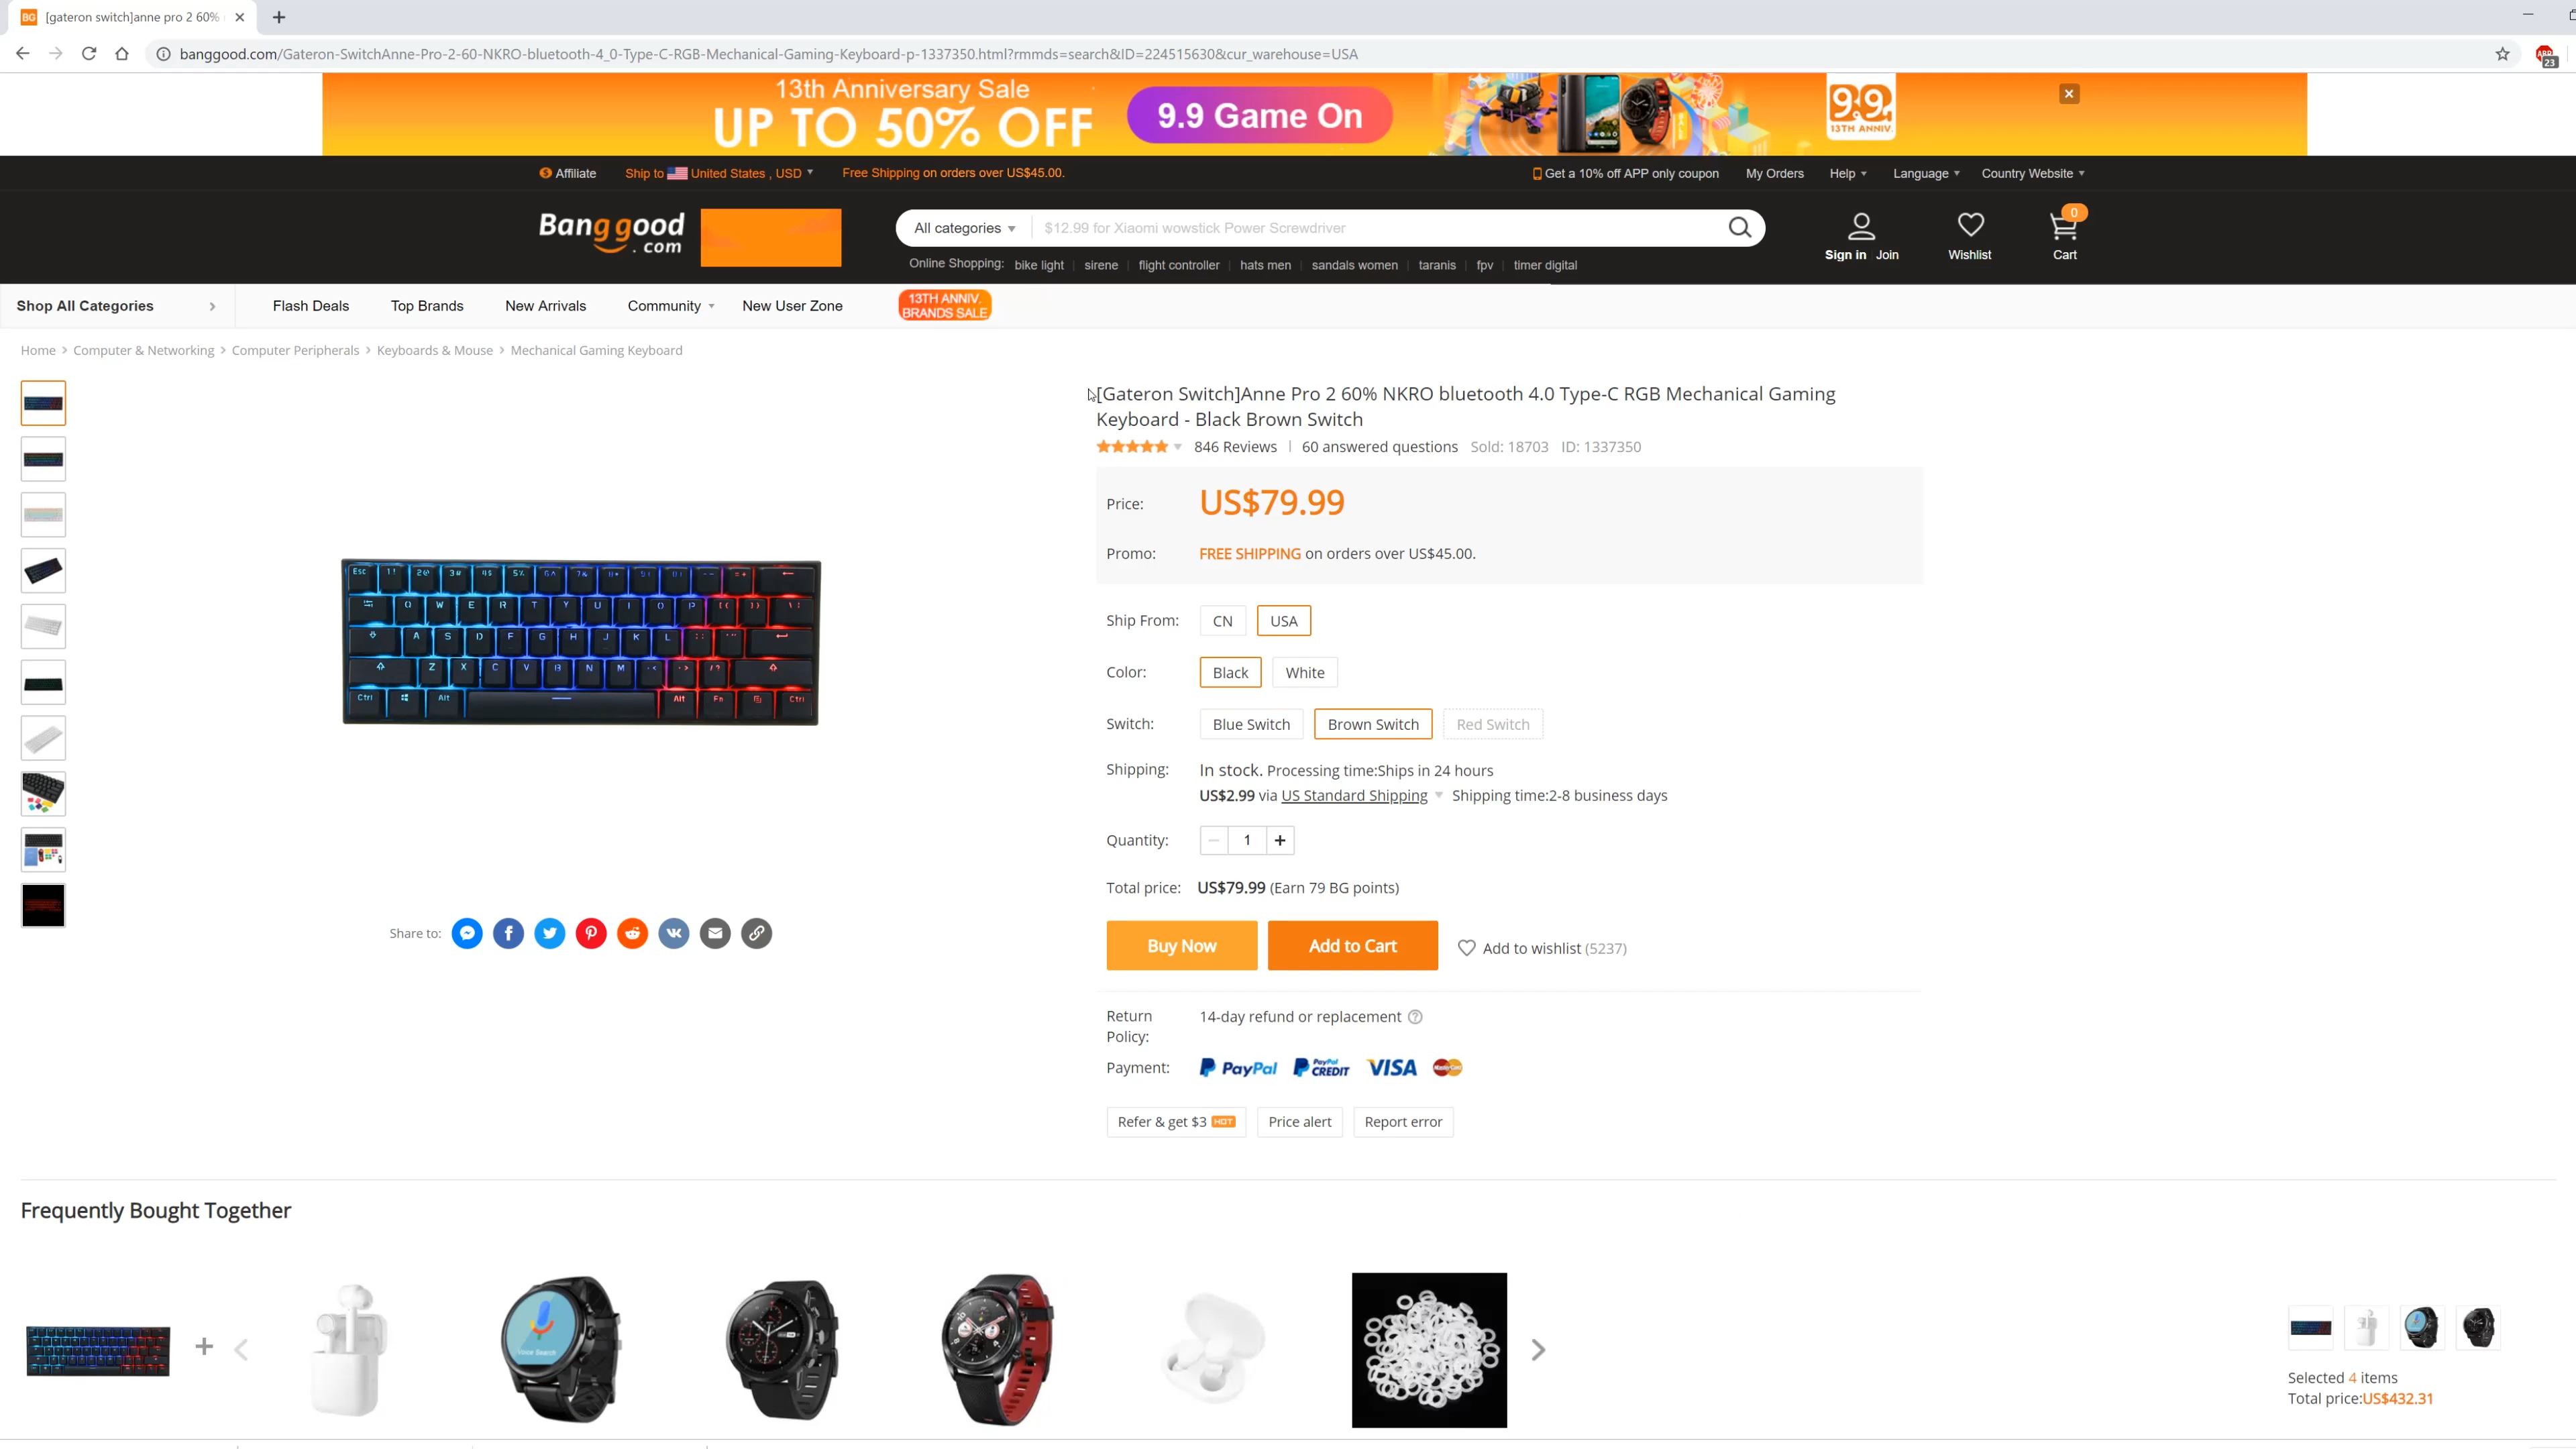 [gateron switch]anne pro 2 60%
banggood.com/Gateron-SwitchAnne-Pro-2-60-NKRO-bluetooth-4_0-Type-C-RGB-Mechanical-Gaming-Keyboard-p-1337350.html?rmmds=search&ID=224515630&cur_warehouse=USA
ABP
23
13th Anniversary Sale
UP TO 50% OFF
9.9 Game On
9.9
13TH ANNIV.
Affiliate
Ship to United States , USD
Free Shipping on orders over US$45.00.
Get a 10% off APP only coupon
My Orders
Help
Language
Country Website
Banggood.com
All categories
$12.99 for Xiaomi wowstick Power Screwdriver
0
Sign in Join
Wishlist
Cart
Online Shopping: bike light sirene flight controller hats men sandals women taranis fpv timer digital
Shop All Categories
Flash Deals
Top Brands
New Arrivals
Community
New User Zone
13TH ANNIV.
BRANDS SALE
Home > Computer & Networking > Computer Peripherals > Keyboards & Mouse > Mechanical Gaming Keyboard
[Gateron Switch]Anne Pro 2 60% NKRO bluetooth 4.0 Type-C RGB Mechanical Gaming
Keyboard - Black Brown Switch
846 Reviews | 60 answered questions Sold: 18703 ID: 1337350
Price: US$79.99
Promo: FREE SHIPPING on orders over US$45.00.
Ship From: CN USA
Color: Black White
Switch: Blue Switch Brown Switch Red Switch
Shipping: In stock. Processing time:Ships in 24 hours
US$2.99 via US Standard Shipping Shipping time:2-8 business days
Quantity: − 1 +
Total price: US$79.99 (Earn 79 BG points)
Buy Now
Add to Cart
Add to wishlist (5237)
Return
Policy:
14-day refund or replacement
Payment: PayPal PayPal CREDIT VISA MasterCard
Refer & get $3 HOT
Price alert
Report error
Esc
Q W E R T Y U I O P
A S D F G H J K L
Z X C V B N M
Ctrl Alt Alt Fn Ctrl
Share to:
Frequently Bought Together
Voice Search
Selected 4 items
Total price:US$432.31